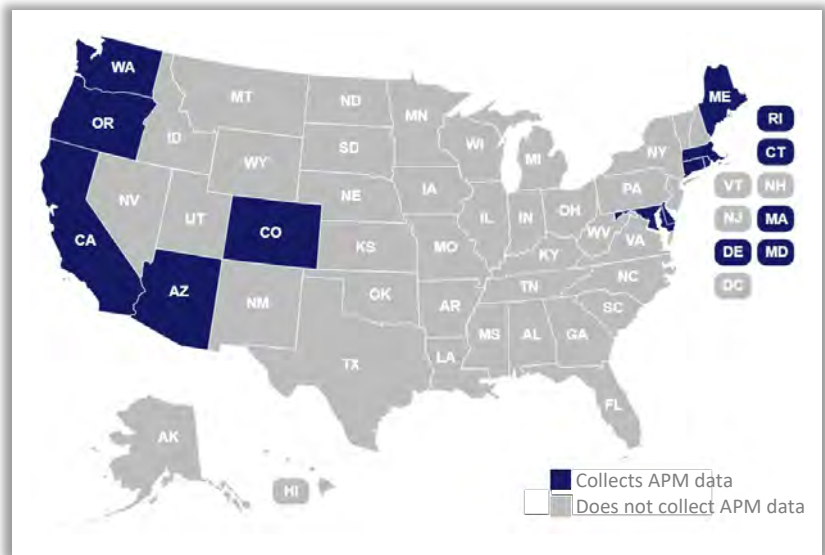 WA
ME
MT
ND
RI
OR
MN
ID
SD
WI
NY
CT
WY
MI
IA
PA
VT NH
NE
NV
OH
UT
IL
IN
NJ MA
CA
CO
WV
VA
KS
MO
KY
DE MD
NC
AZ
OK
TN
DC
NM
AR
SC
MS
AL
GA
LA
TX
FL
AK
HI
Collects APM data
Does not collect APM data